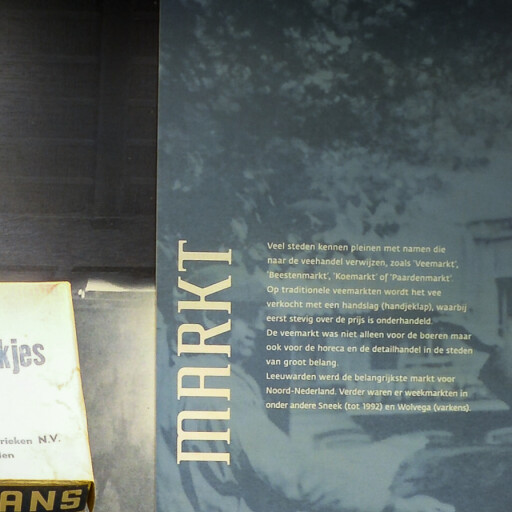 MARKT
Veel steden kennen pleinen met namen die
naar de veehandel verwijzen, zoals 'Veemarkt',
'Beestenmarkt', 'Koemarkt' of 'Paardenmarkt'.
Op traditionele veemarkten wordt het vee
verkocht met een handslag (handjeklap), waarbij
eerst stevig over de prijs is onderhandeld.
De veemarkt was niet alleen voor de boeren maar
ook voor de horeca en de detailhandel in de steden
van groot belang.
Leeuwarden werd de belangrijkste markt voor
Noord-Nederland. Verder waren er weekmarkten in
onder andere Sneek (tot 1992) en Wolvega (varkens).
kjes
rieken N.V.
ien
ANS